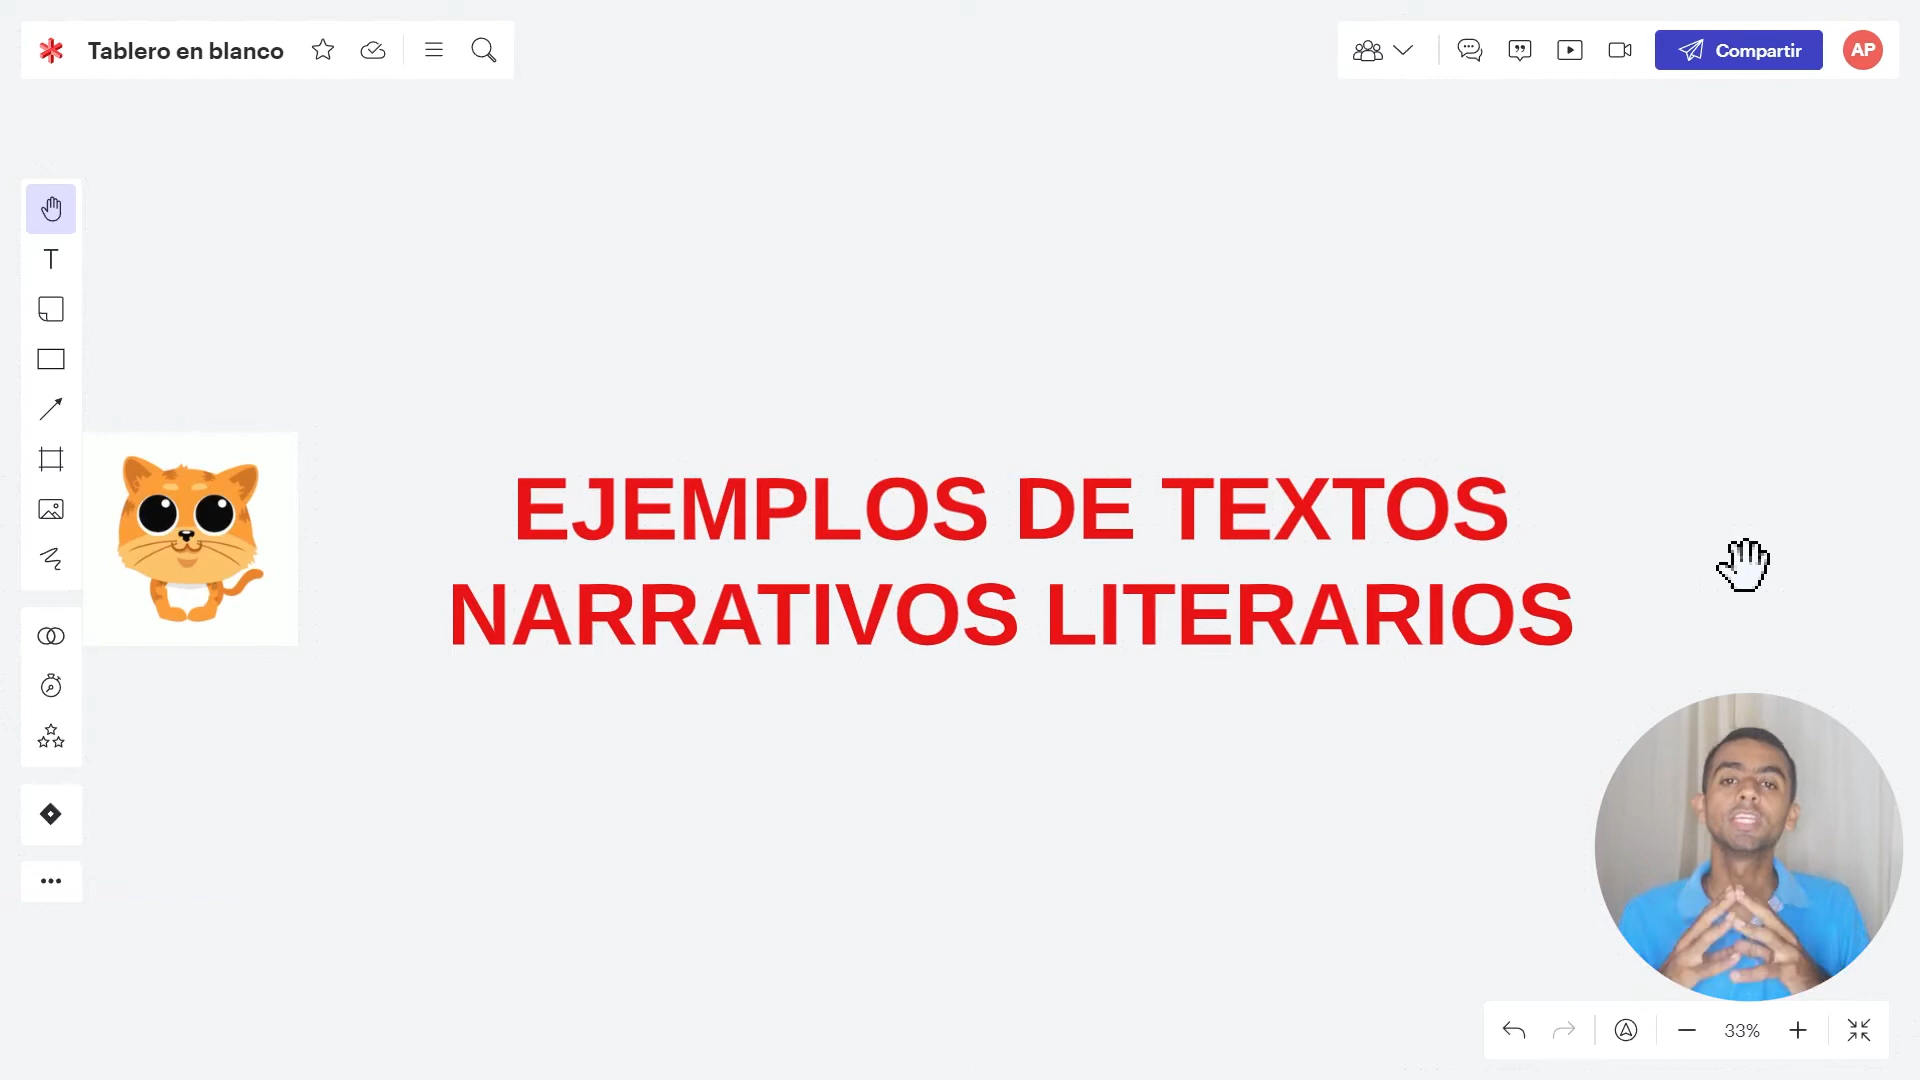 Tablero en blanco
Compartir
AP
EJEMPLOS DE TEXTOS
NARRATIVOS LITERARIOS
33%